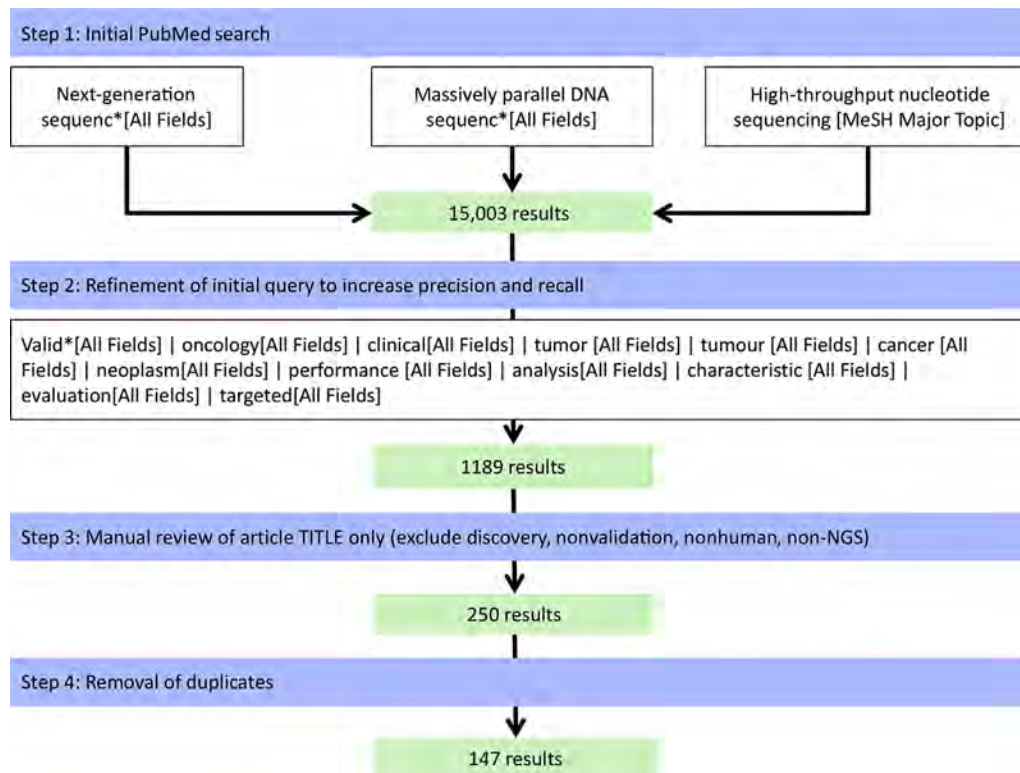 Step 1: Initial PubMed search
Next-generation
sequenc*[All Fields]
Massively parallel DNA
sequenc*[All Fields]
High-throughput nucleotide
sequencing [MeSH Major Topic]
15,003 results
Step 2: Refinement of initial query to increase precision and recall
Valid*[All Fields] | oncology[All Fields] | clinical[All Fields] | tumor [All Fields] | tumour [All Fields] | cancer [All
Fields] | neoplasm[All Fields] | performance [All Fields] | analysis[All Fields] | characteristic [All Fields] |
evaluation[All Fields] | targeted[All Fields]
1189 results
Step 3: Manual review of article TITLE only (exclude discovery, nonvalidation, nonhuman, non-NGS)
250 results
Step 4: Removal of duplicates
147 results